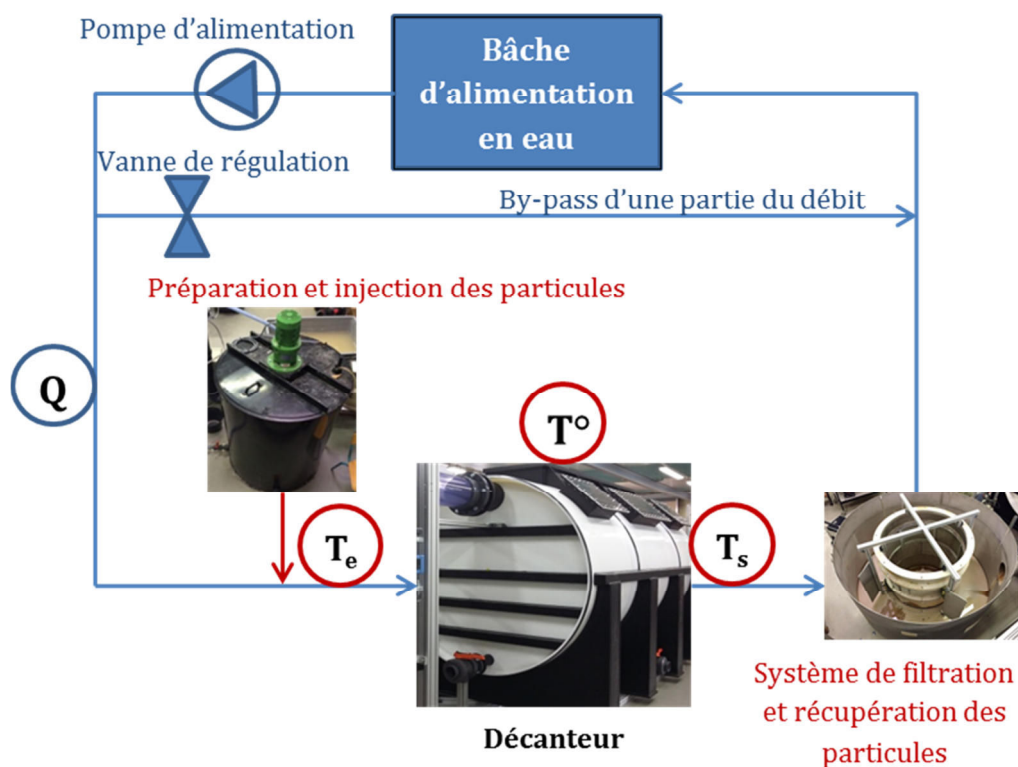 Pompe d’alimentation
Bâche
d’alimentation
en eau
Vanne de régulation
By-pass d’une partie du débit
Préparation et injection des particules
Q
T°
Te
Ts
Système de filtration
et récupération des
particules
Décanteur